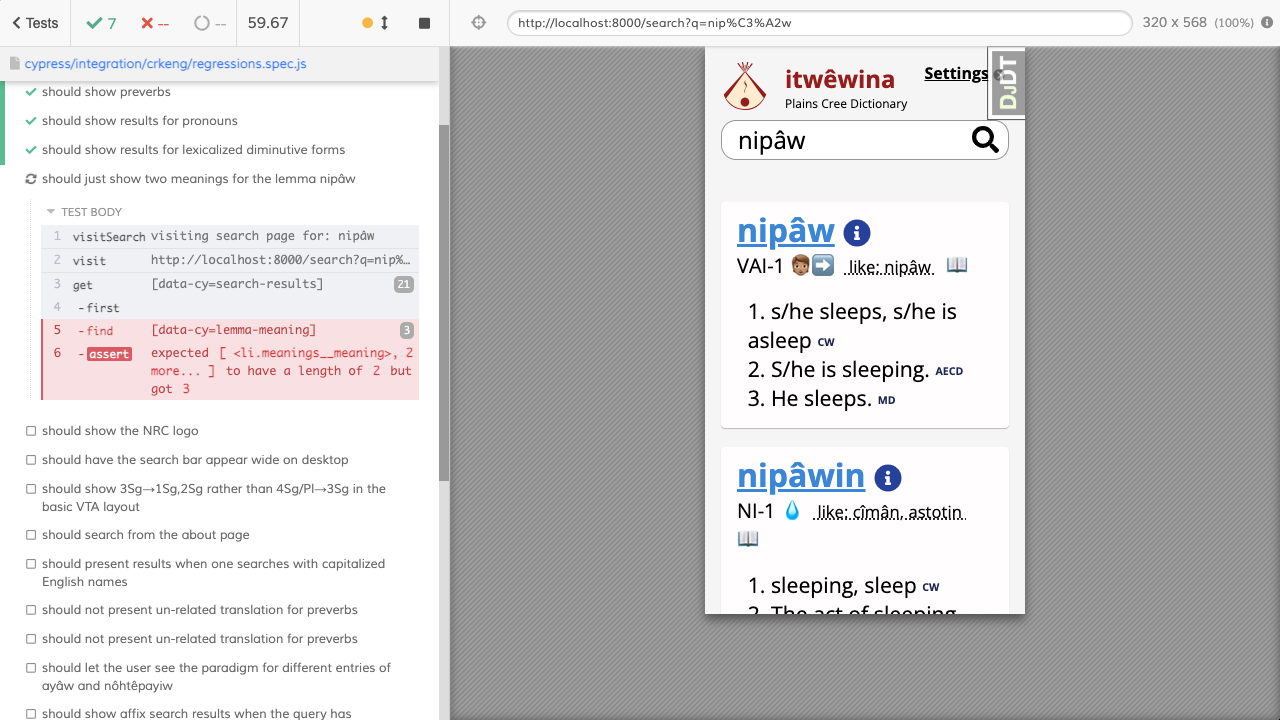 Tests
7
--
--
59.67
http://localhost:8000/search?q=nip%C3%A2w
320 x 568 (100%)
cypress/integration/crkeng/regressions.spec.js
should show preverbs
should show results for pronouns
should show results for lexicalized diminutive forms
should just show two meanings for the lemma nipâw
TEST BODY
1 visitSearch visiting search page for: nipâw
2 visit http://localhost:8000/search?q=nip%…
3 get [data-cy=search-results] 21
4 -first
5 -find [data-cy=lemma-meaning] 3
6 -assert expected [ <li.meanings__meaning>, 2
more... ] to have a length of 2 but
got 3
should show the NRC logo
should have the search bar appear wide on desktop
should show 3Sg→1Sg,2Sg rather than 4Sg/Pl→3Sg in the
basic VTA layout
should search from the about page
should present results when one searches with capitalized
English names
should not present un-related translation for preverbs
should not present un-related translation for preverbs
should let the user see the paradigm for different entries of
ayâw and nôhtêpayiw
should show affix search results when the query has
itwêwina
Plains Cree Dictionary
Settings
DJDT
nipâw
nipâw
VAI-1 like: nipâw
1. s/he sleeps, s/he is
asleep CW
2. S/he is sleeping. AECD
3. He sleeps. MD
nipâwin
NI-1 like: cîmân, astotin
1. sleeping, sleep CW
2. The act of sleeping